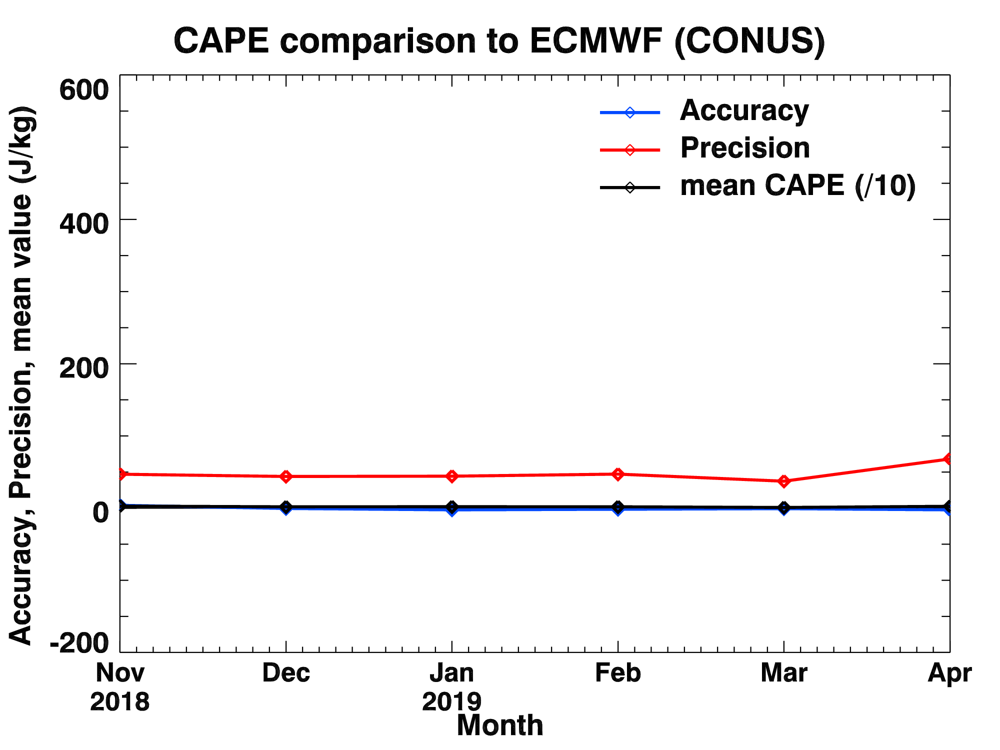 CAPE comparison to ECMWF (CONUS)
Accuracy, Precision, mean value (J/kg)
600
400
200
0
-200
Accuracy
Precision
mean CAPE (/10)
Nov Dec Jan Feb Mar Apr
2018 2019
Month